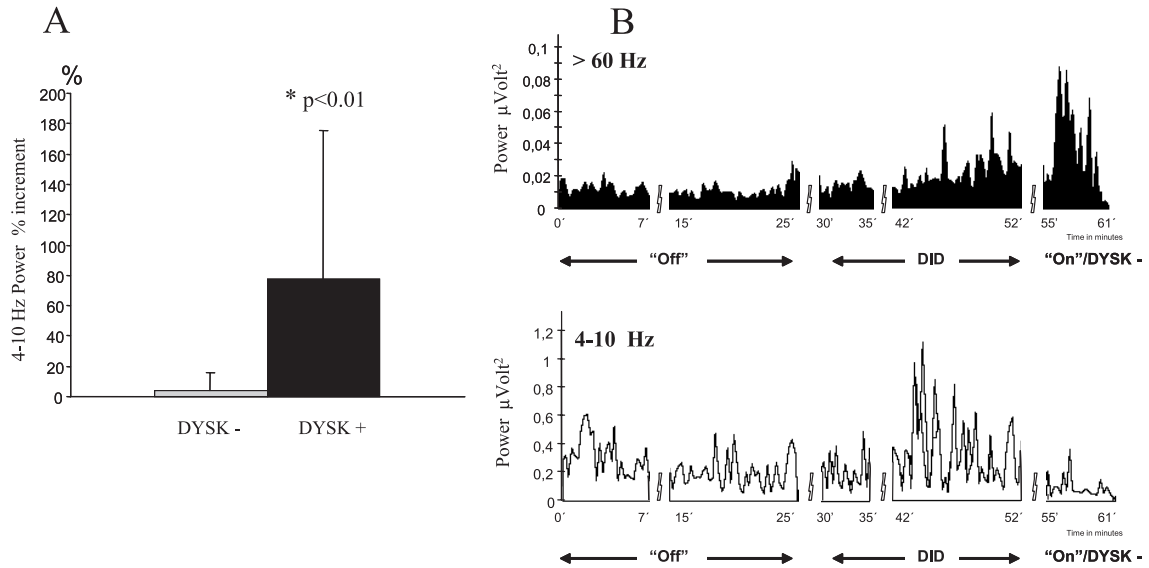 A
%
* p<0.01
4-10 Hz Power % increment
200
180
160
140
120
100
80
60
40
20
0
DYSK -
DYSK +
B
> 60 Hz
Power µVolt²
0,1
0,08
0,06
0,04
0,02
0
0´ 7´ 15´ 25´ 30´ 35´ 42´ 52´ 55´ 61´
Time in minutes
“Off” DID “On”/DYSK -
4-10 Hz
Power µVolt²
1,2
1
0,8
0,6
0,4
0,2
0
0´ 7´ 15´ 25´ 30´ 35´ 42´ 52´ 55´ 61´
Time in minutes
“Off” DID “On”/DYSK -